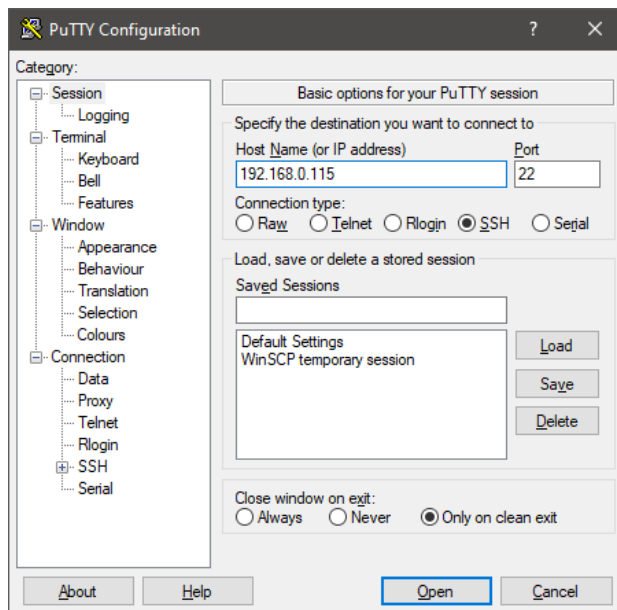 PuTTY Configuration
?
Category:
Session
Logging
Terminal
Keyboard
Bell
Features
Window
Appearance
Behaviour
Translation
Selection
Colours
Connection
Data
Proxy
Telnet
Rlogin
SSH
Serial
Basic options for your PuTTY session
Specify the destination you want to connect to
Host Name (or IP address) Port
192.168.0.115 22
Connection type:
Raw Telnet Rlogin SSH Serial
Load, save or delete a stored session
Saved Sessions
Default Settings
WinSCP temporary session
Load
Save
Delete
Close window on exit:
Always Never Only on clean exit
About Help Open Cancel